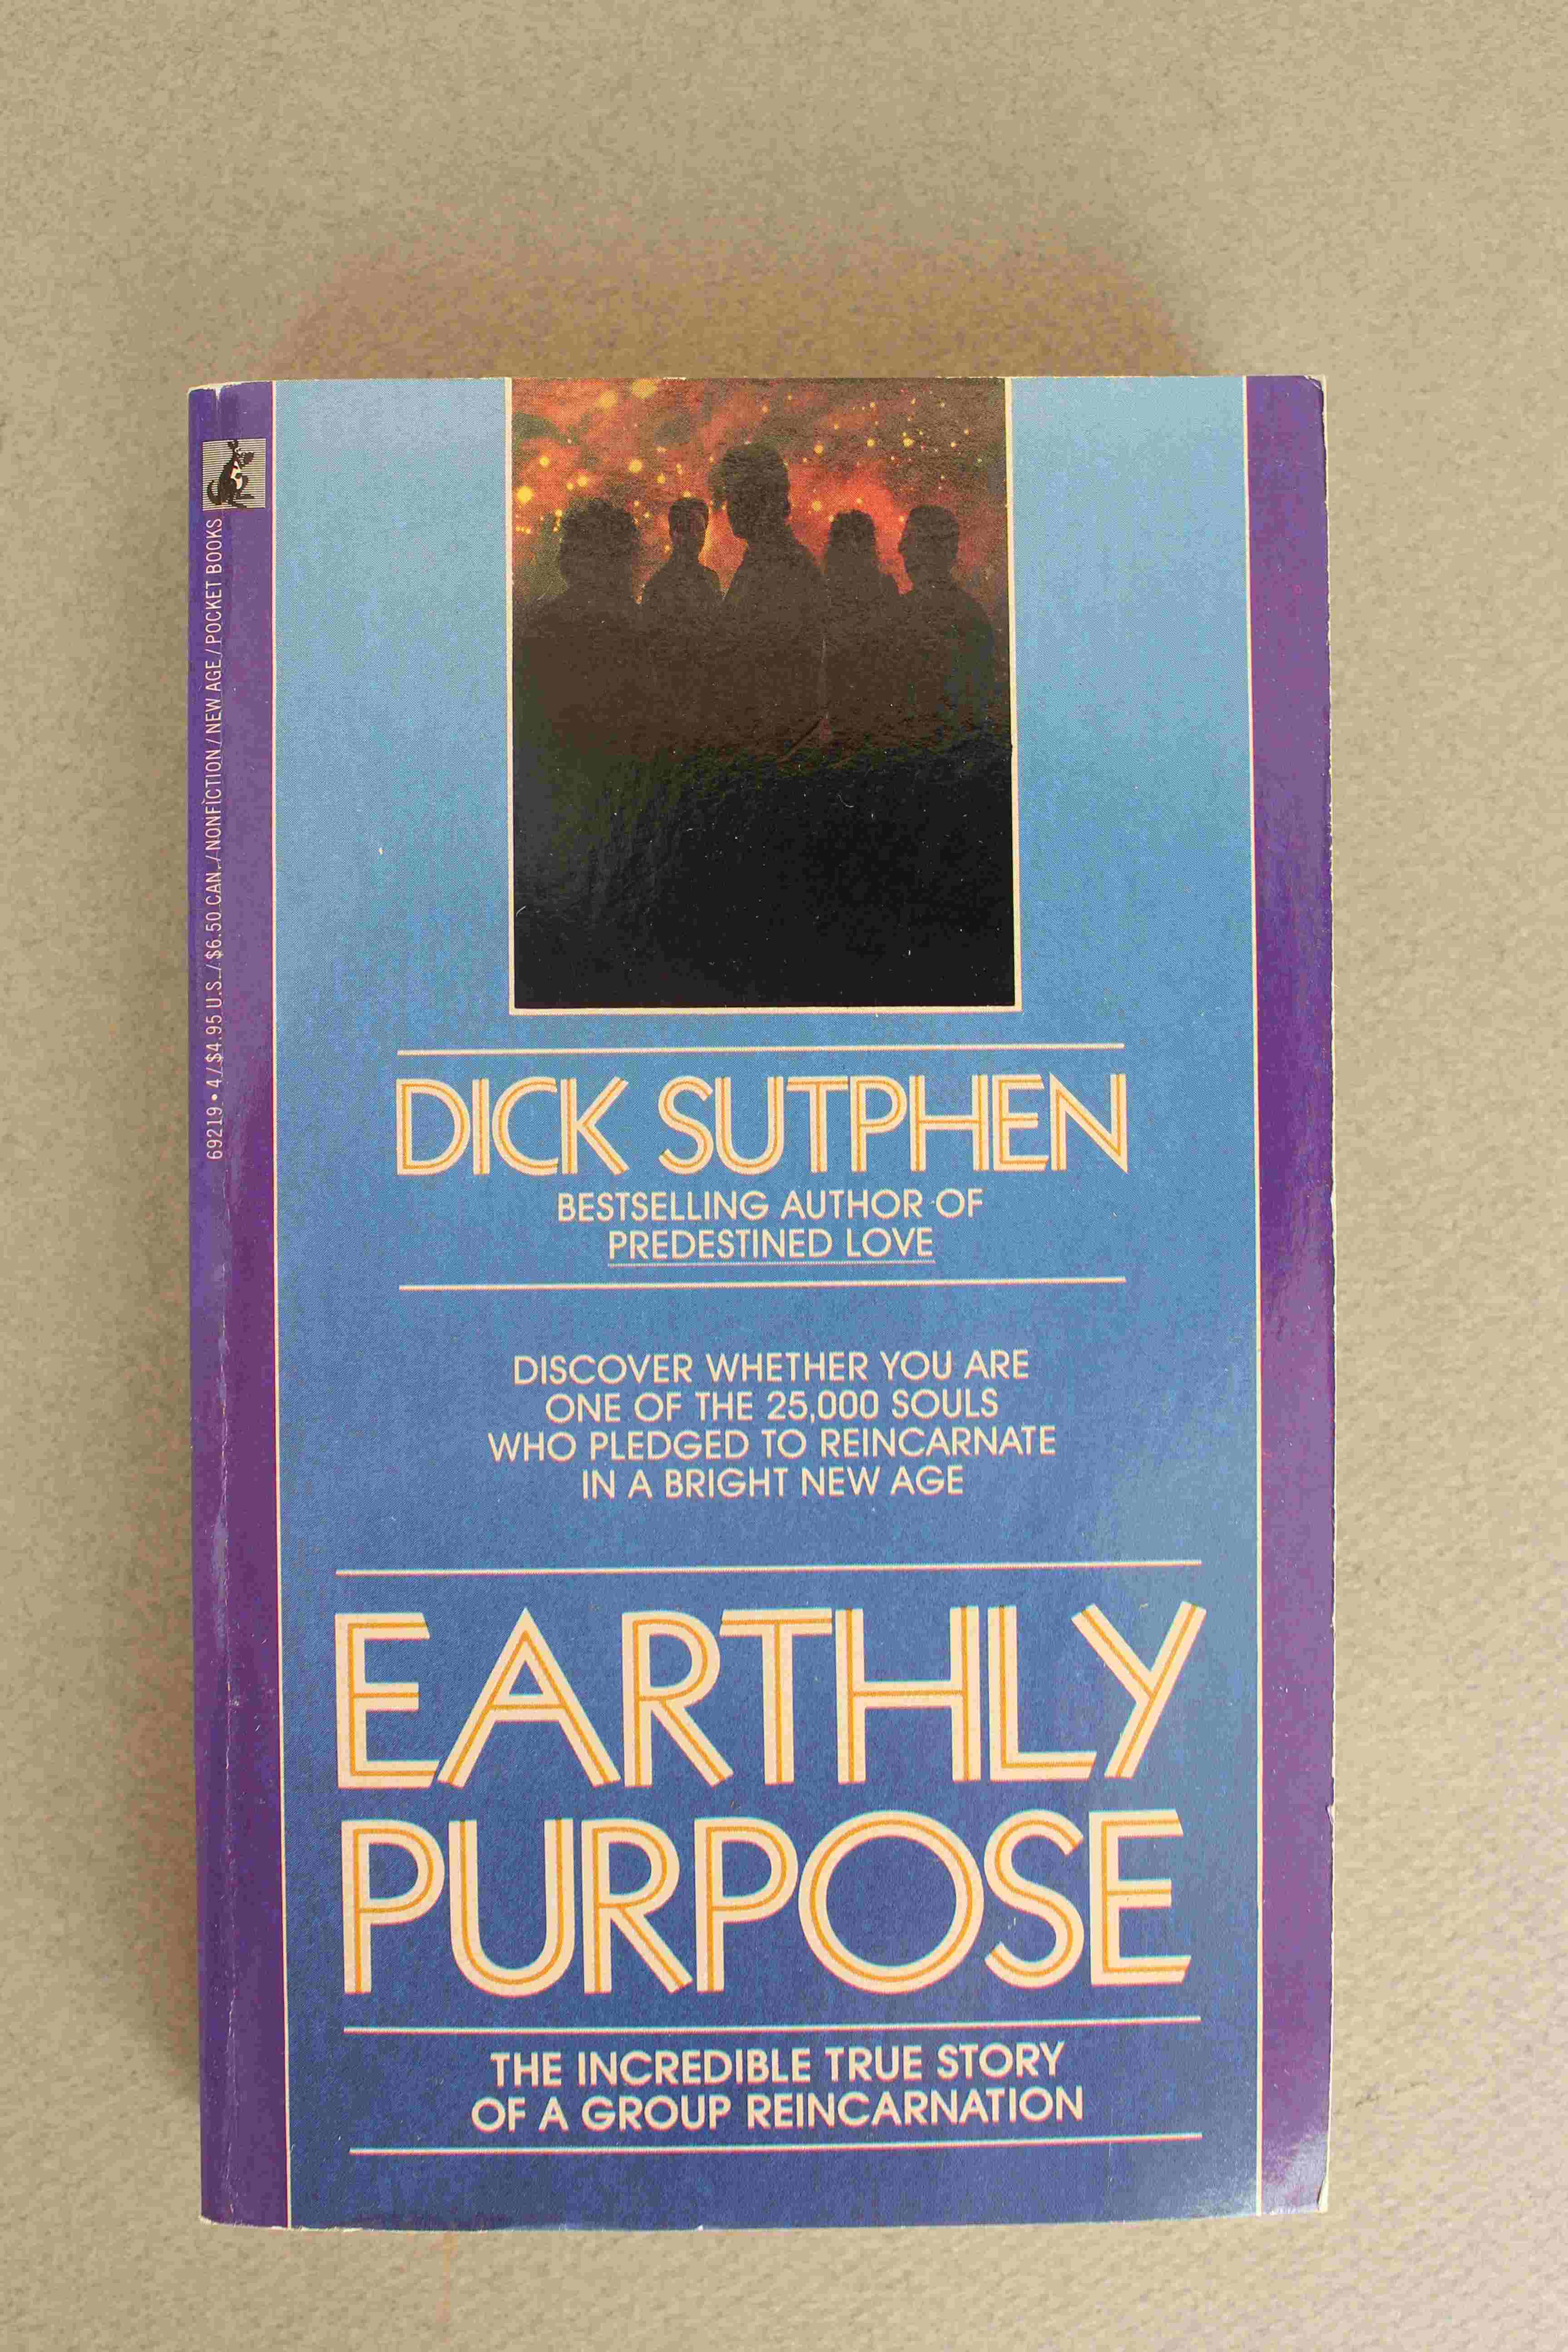 69219 • 4 / $4.95 U.S. / $6.50 CAN. / NONFICTION / NEW AGE / POCKET BOOKS
DICK SUTPHEN
BESTSELLING AUTHOR OF
PREDESTINED LOVE
DISCOVER WHETHER YOU ARE
ONE OF THE 25,000 SOULS
WHO PLEDGED TO REINCARNATE
IN A BRIGHT NEW AGE
EARTHLY
PURPOSE
THE INCREDIBLE TRUE STORY
OF A GROUP REINCARNATION